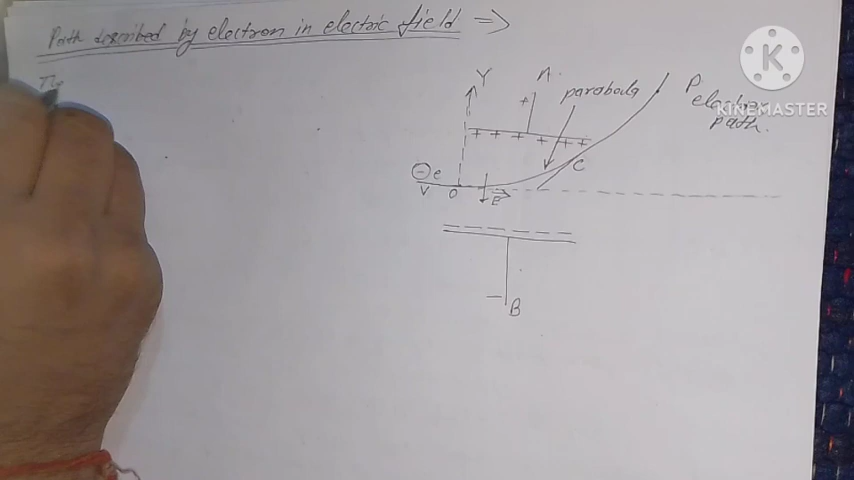 Path described by electron in electric field ⇒
Y
A.
parabola
P.
electron
path.
+
+ + + + + +
C
⊖ e
V
O
E
B
K
KINEMASTER